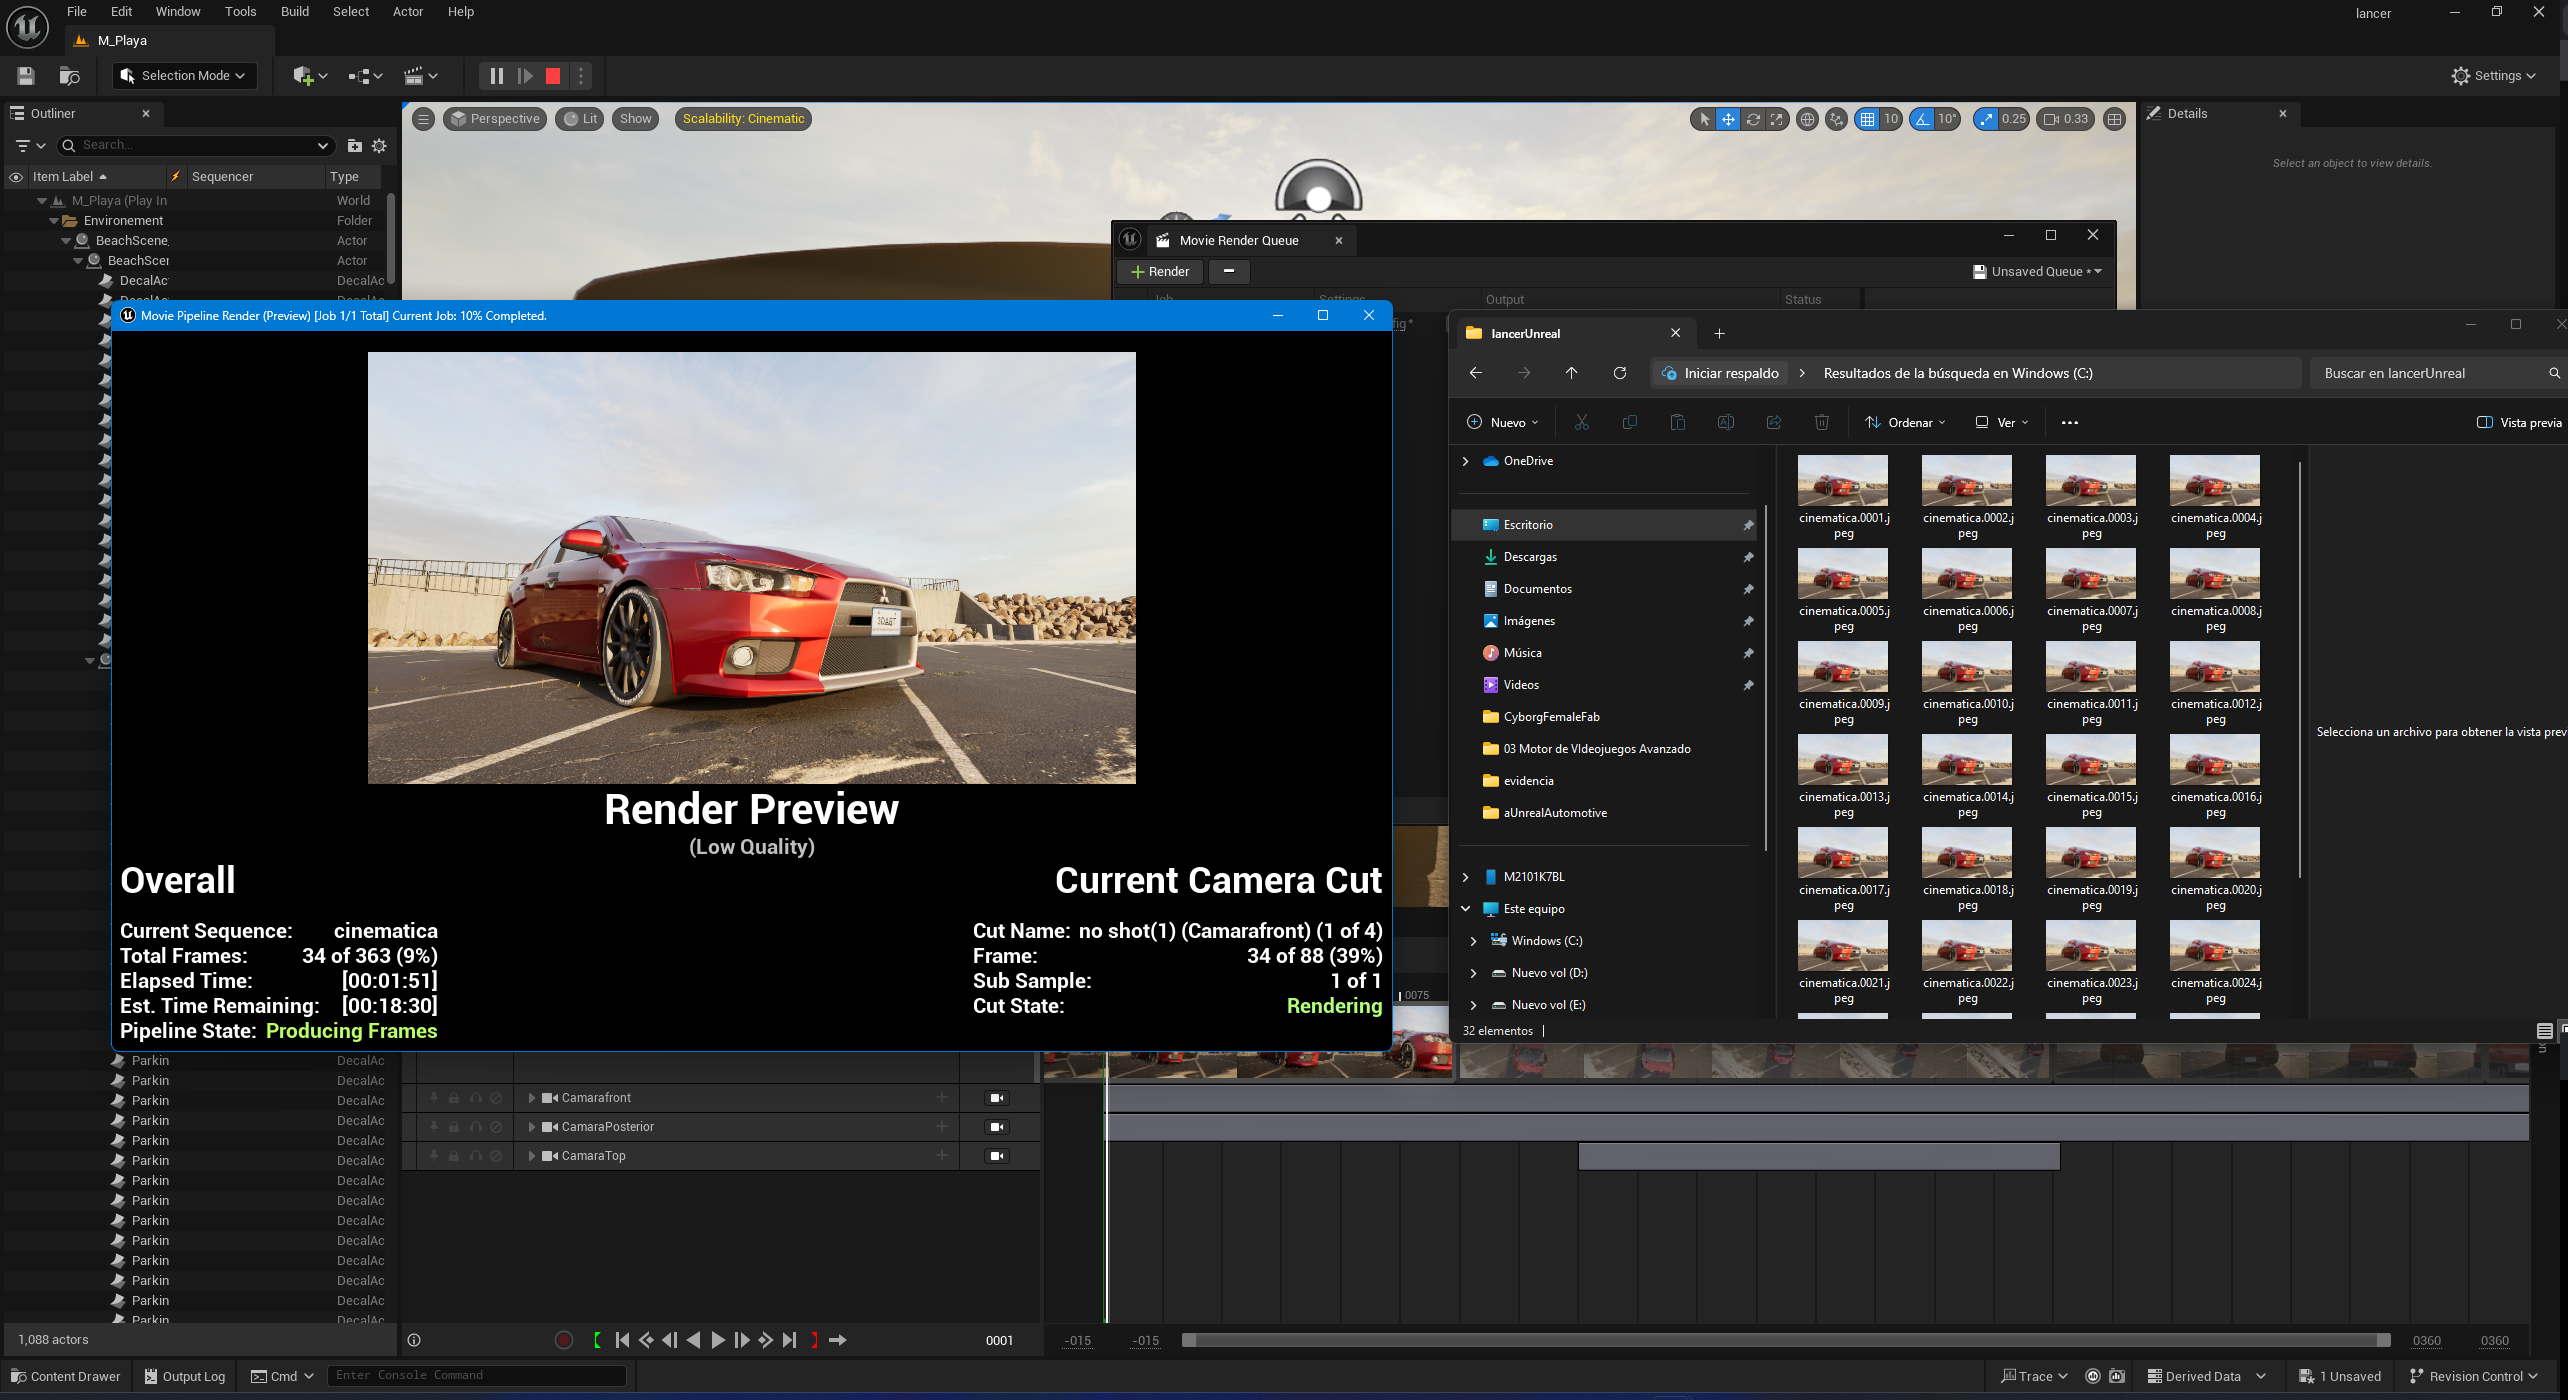 File Edit Window Tools Build Select Actor Help
lancer
M_Playa
Selection Mode
Settings
Outliner
Search...
Item Label Sequencer Type
M_Playa (Play In World
Environement Folder
BeachScene_ Actor
BeachScer Actor
DecalAc DecalAc
Perspective Lit Show Scalability: Cinematic
10 10° 0.25 0.33
Details
Select an object to view details.
Movie Render Queue
Render
Unsaved Queue *
Job Settings Output Status
Movie Pipeline Render (Preview) [Job 1/1 Total] Current Job: 10% Completed.
3DART
Render Preview
(Low Quality)
Overall
Current Sequence: cinematica
Total Frames: 34 of 363 (9%)
Elapsed Time: [00:01:51]
Est. Time Remaining: [00:18:30]
Pipeline State: Producing Frames
Current Camera Cut
Cut Name: no shot(1) (Camarafront) (1 of 4)
Frame: 34 of 88 (39%)
Sub Sample: 1 of 1
Cut State: Rendering
lancerUnreal
Iniciar respaldo > Resultados de la búsqueda en Windows (C:)
Buscar en lancerUnreal
Nuevo Ordenar Ver Vista previa
OneDrive
Escritorio
Descargas
Documentos
Imágenes
Música
Videos
CyborgFemaleFab
03 Motor de VIdeojuegos Avanzado
evidencia
aUnrealAutomotive
M2101K7BL
Este equipo
Windows (C:)
Nuevo vol (D:)
Nuevo vol (E:)
cinematica.0001.jpeg cinematica.0002.jpeg cinematica.0003.jpeg cinematica.0004.jpeg
cinematica.0005.jpeg cinematica.0006.jpeg cinematica.0007.jpeg cinematica.0008.jpeg
cinematica.0009.jpeg cinematica.0010.jpeg cinematica.0011.jpeg cinematica.0012.jpeg
cinematica.0013.jpeg cinematica.0014.jpeg cinematica.0015.jpeg cinematica.0016.jpeg
cinematica.0017.jpeg cinematica.0018.jpeg cinematica.0019.jpeg cinematica.0020.jpeg
cinematica.0021.jpeg cinematica.0022.jpeg cinematica.0023.jpeg cinematica.0024.jpeg
Selecciona un archivo para obtener la vista prev
32 elementos
0075
Parkin DecalAc
Parkin DecalAc
Parkin DecalAc
Parkin DecalAc
Parkin DecalAc
Parkin DecalAc
Parkin DecalAc
Parkin DecalAc
Parkin DecalAc
Parkin DecalAc
Parkin DecalAc
Parkin DecalAc
Parkin DecalAc
Parkin DecalAc
Camarafront
CamaraPosterior
CamaraTop
1,088 actors
0001
-015 -015 0360 0360
Content Drawer Output Log Cmd Enter Console Command
Trace Derived Data 1 Unsaved Revision Control